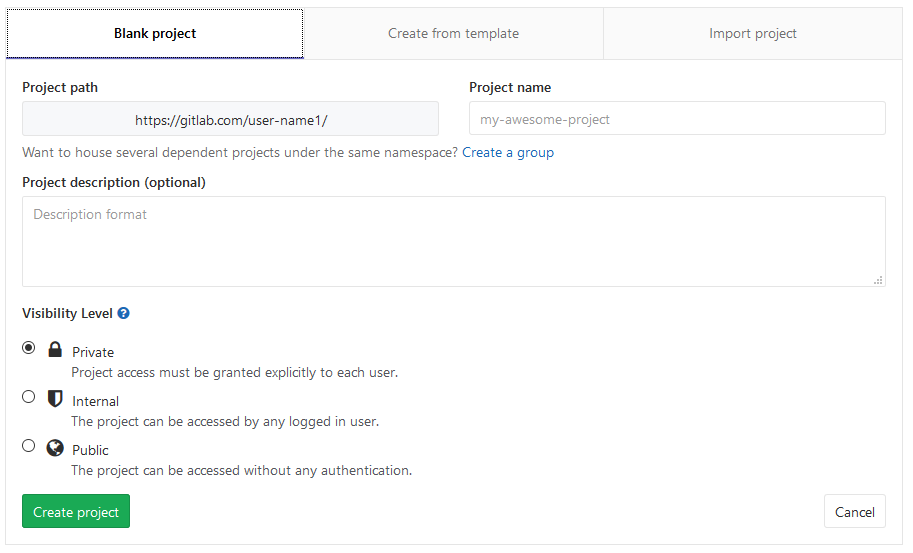 Blank project
Create from template
Import project
Project path
Project name
https://gitlab.com/user-name1/
my-awesome-project
Want to house several dependent projects under the same namespace? Create a group
Project description (optional)
Description format
Visibility Level ?
Private
Project access must be granted explicitly to each user.
Internal
The project can be accessed by any logged in user.
Public
The project can be accessed without any authentication.
Create project
Cancel